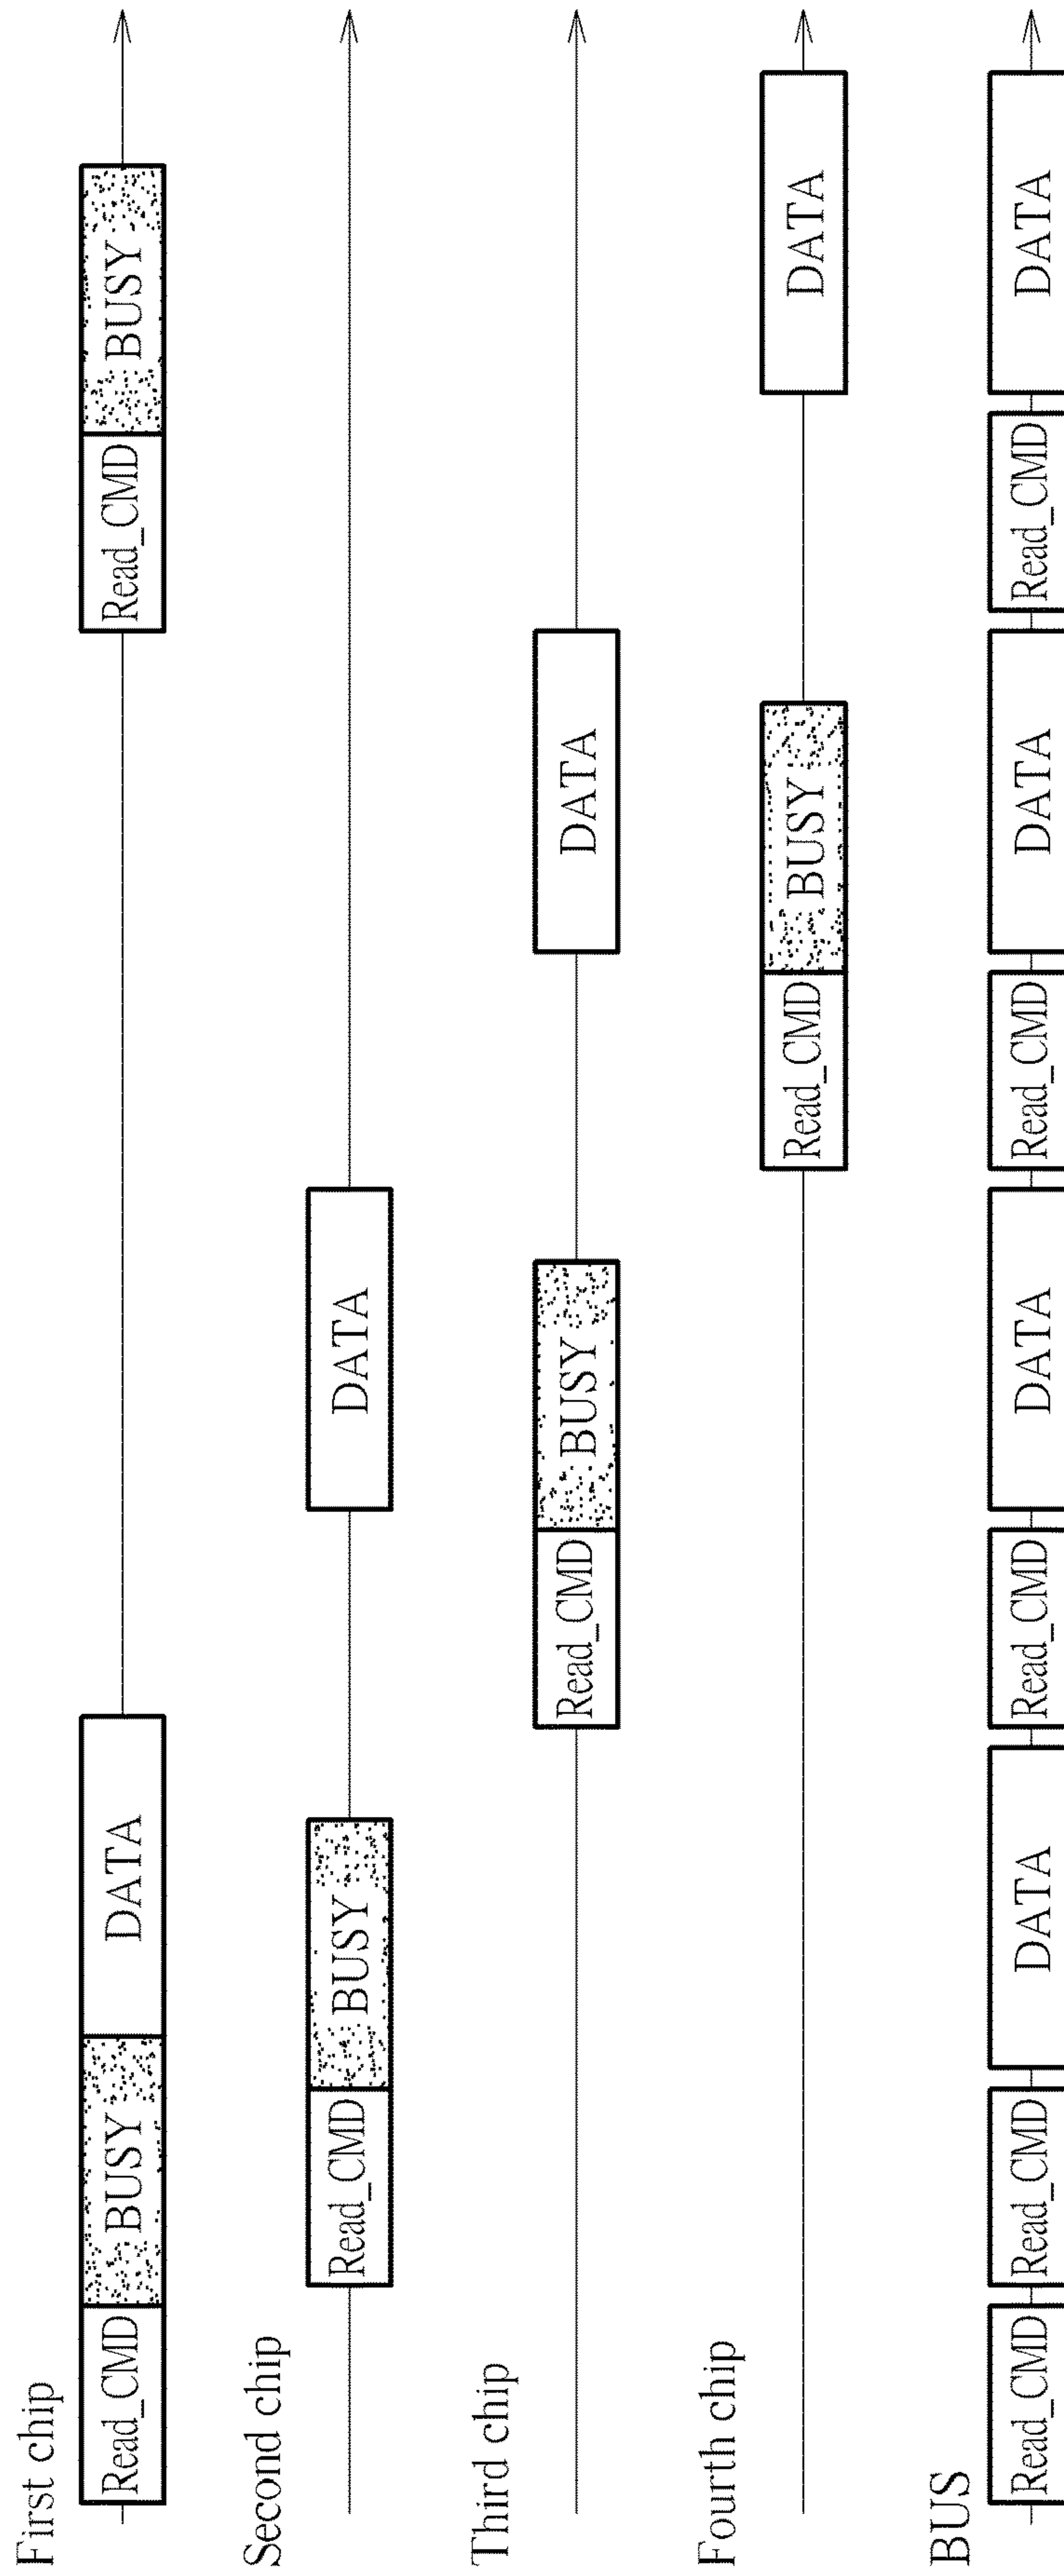 First chip
Read_CMD BUSY DATA Read_CMD BUSY
Second chip
Read_CMD BUSY DATA
Third chip
Read_CMD BUSY DATA
Fourth chip
Read_CMD BUSY DATA
BUS
Read_CMD Read_CMD DATA Read_CMD DATA Read_CMD DATA Read_CMD DATA